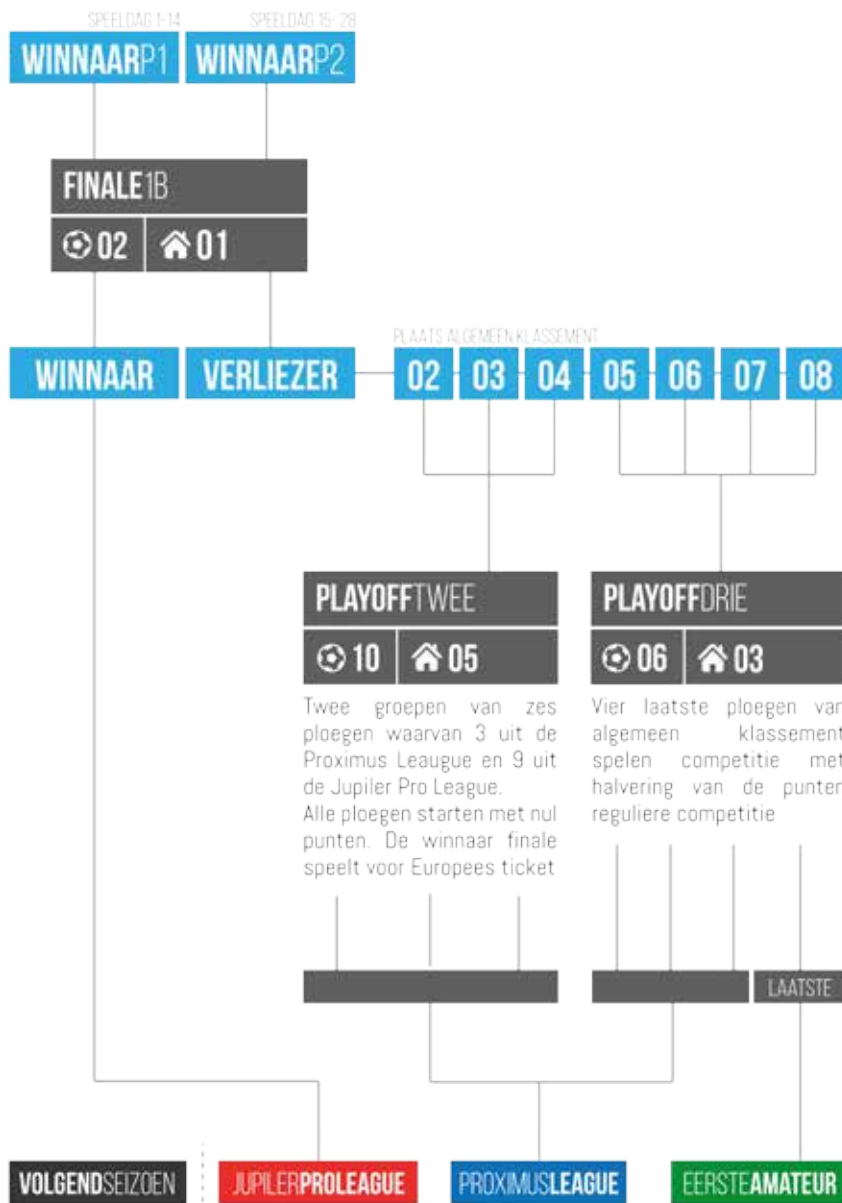 SPEELDAG 1-14 SPEELDAG 15- 28
WINNAARP1 WINNAARP2
FINALE1B
02 01
PLAATS ALGEMEEN KLASSEMENT
WINNAAR VERLIEZER 02 03 04 05 06 07 08
PLAYOFFTWEE
10 05
Twee groepen van zes
ploegen waarvan 3 uit de
Proximus Leaugue en 9 uit
de Jupiler Pro League.
Alle ploegen starten met nul
punten. De winnaar finale
speelt voor Europees ticket
PLAYOFFDRIE
06 03
Vier laatste ploegen van
algemeen klassement
spelen competitie met
halvering van de punten
reguliere competitie
LAATSTE
VOLGENDSEIZOEN JUPILERPROLEAGUE PROXIMUSLEAGUE EERSTEAMATEUR